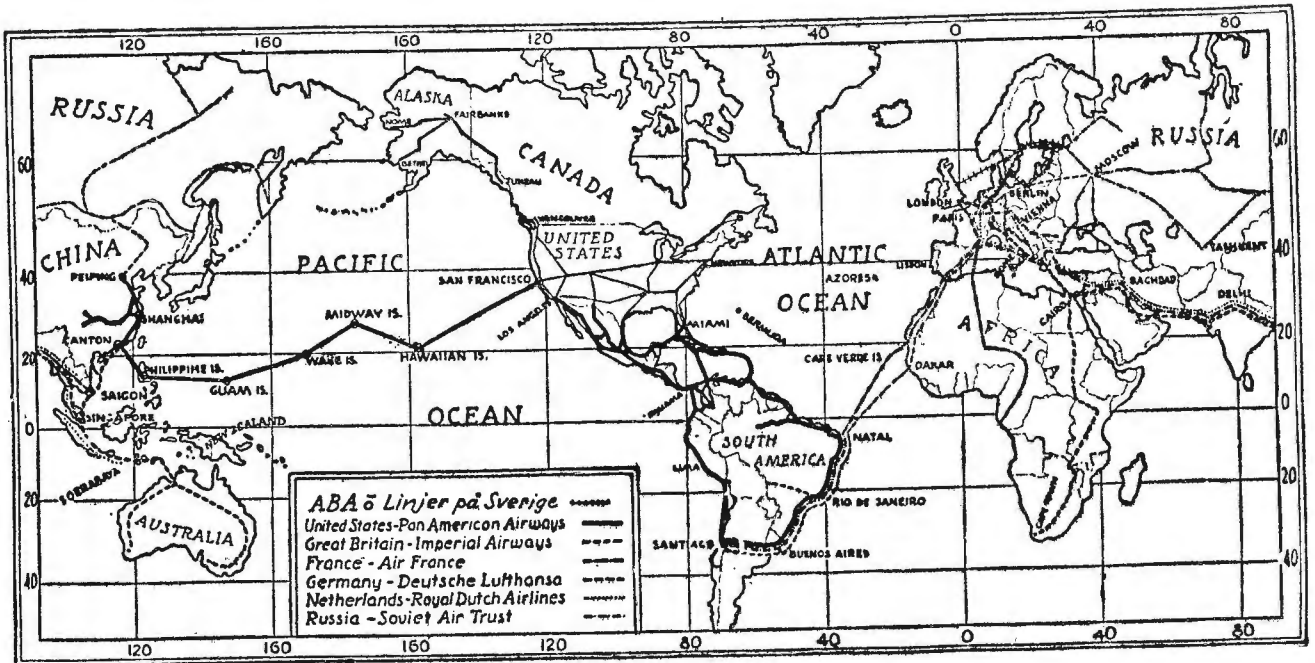 120 160 160 120 80 40 0 40 80
RUSSIA
ALASKA
NOME
FAIRBANKS
BETHEL
CANADA
RUSSIA
60
60
MOSCOW
BERLIN
LONDON
PARIS
VIENNA
VANCOUVER
CHINA
UNITED
STATES
ATLANTIC
TASHKENT
PEIPING
40
40
PACIFIC
SAN FRANCISCO
AZORES
LISBON
BAGHDAD
DELHI
OCEAN
SHANGHAI
MIDWAY IS.
LOS ANGELES
MIAMI
BERMUDA
CAIRO
AFRICA
CANTON
20
20
WAKE IS.
HAWAIIAN IS.
CAPE VERDE IS.
DAKAR
PHILIPPINE IS.
GUAM IS.
SAIGON
SINGAPORE
OCEAN
0
0
SOUTH
AMERICA
NATAL
LIMA
SOERABAYA
20
20
RIO DE JANEIRO
AUSTRALIA
SANTIAGO
BUENOS AIRES
40
40
ABA ō Linjer på Sverige
United States-Pan American Airways
Great Britain-Imperial Airways
France - Air France
Germany - Deutsche Lufthansa
Netherlands-Royal Dutch Airlines
Russia - Soviet Air Trust
120 160 160 120 80 40 0 40 80